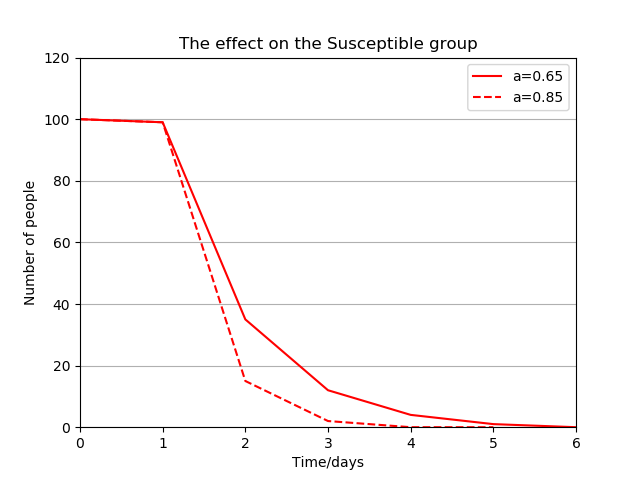 The effect on the Susceptible group
a=0.65
a=0.85
120
100
80
60
40
20
0
Number of people
0 1 2 3 4 5 6
Time/days